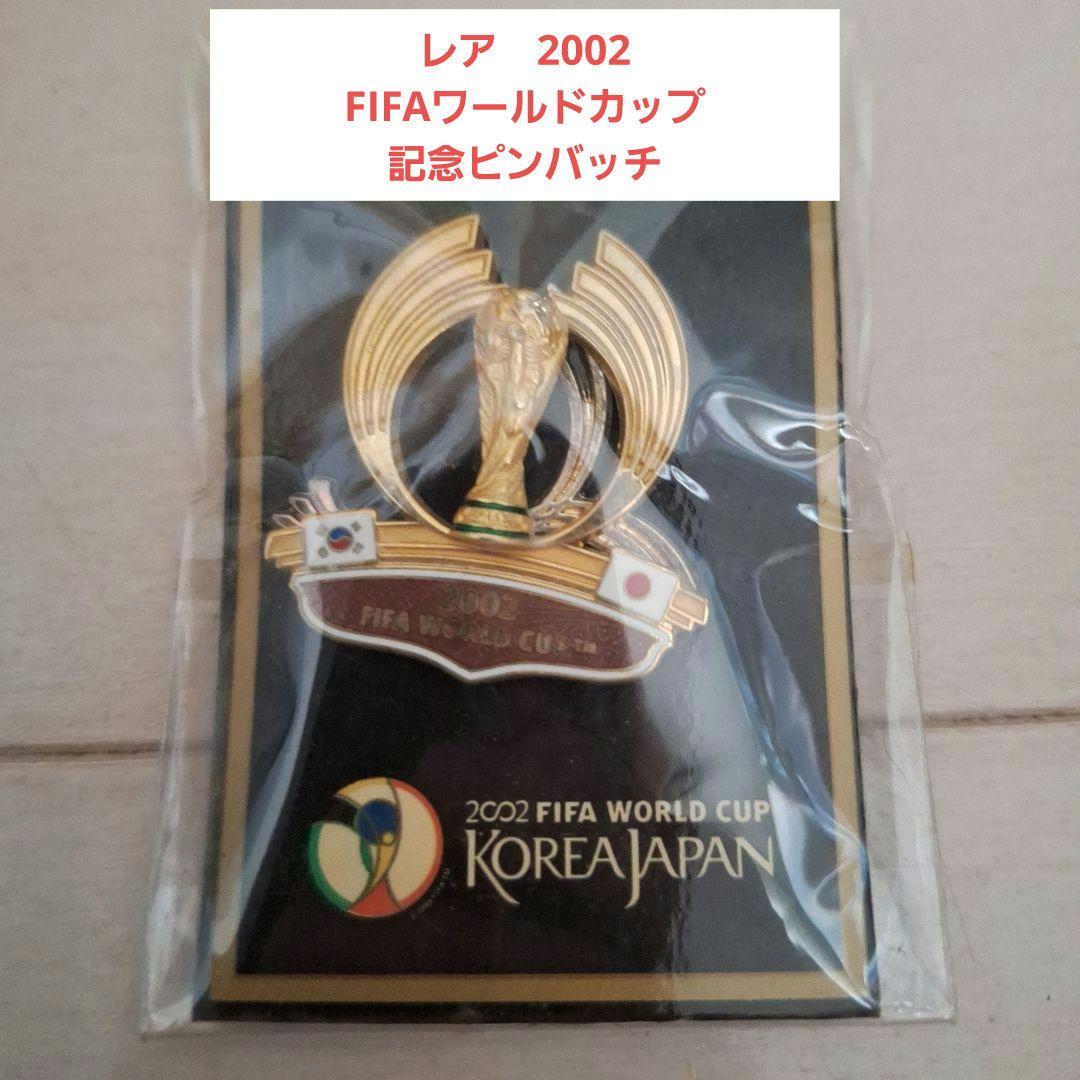 レア　2002
FIFAワールドカップ
記念ピンバッチ
2002
FIFA WORLD CUP™
2002 FIFA WORLD CUP
KOREA JAPAN